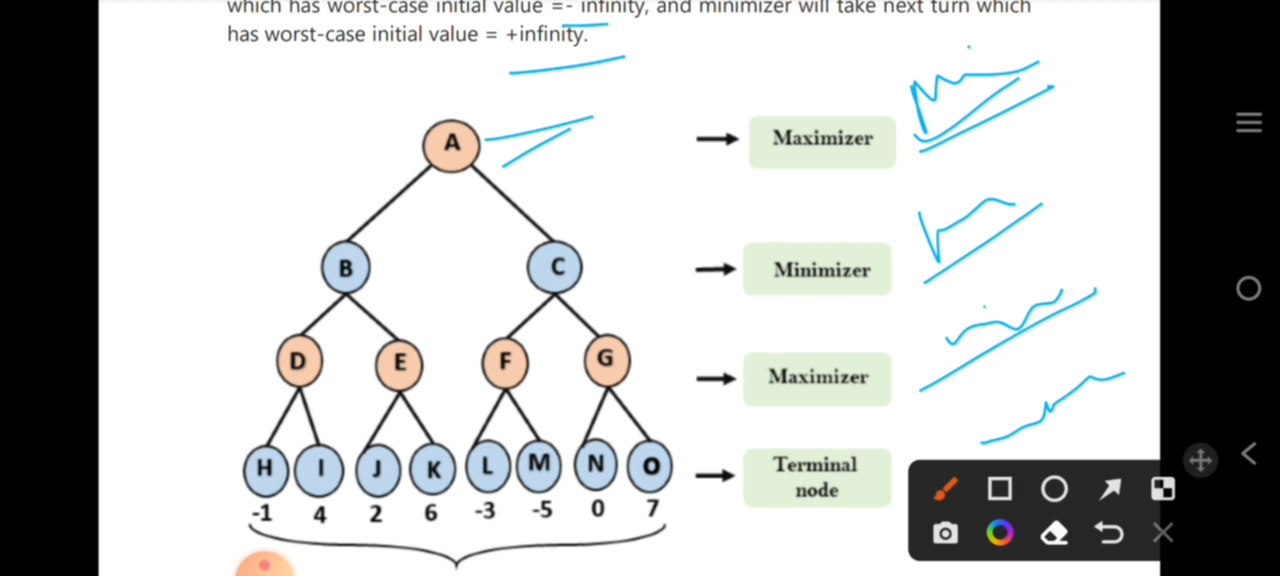 which has worst-case initial value =- infinity, and minimizer will take next turn which
has worst-case initial value = +infinity.
A
Maximizer
B
C
Minimizer
D
E
F
G
Maximizer
H
I
J
K
L
M
N
O
Terminal
node
-1
4
2
6
-3
-5
0
7